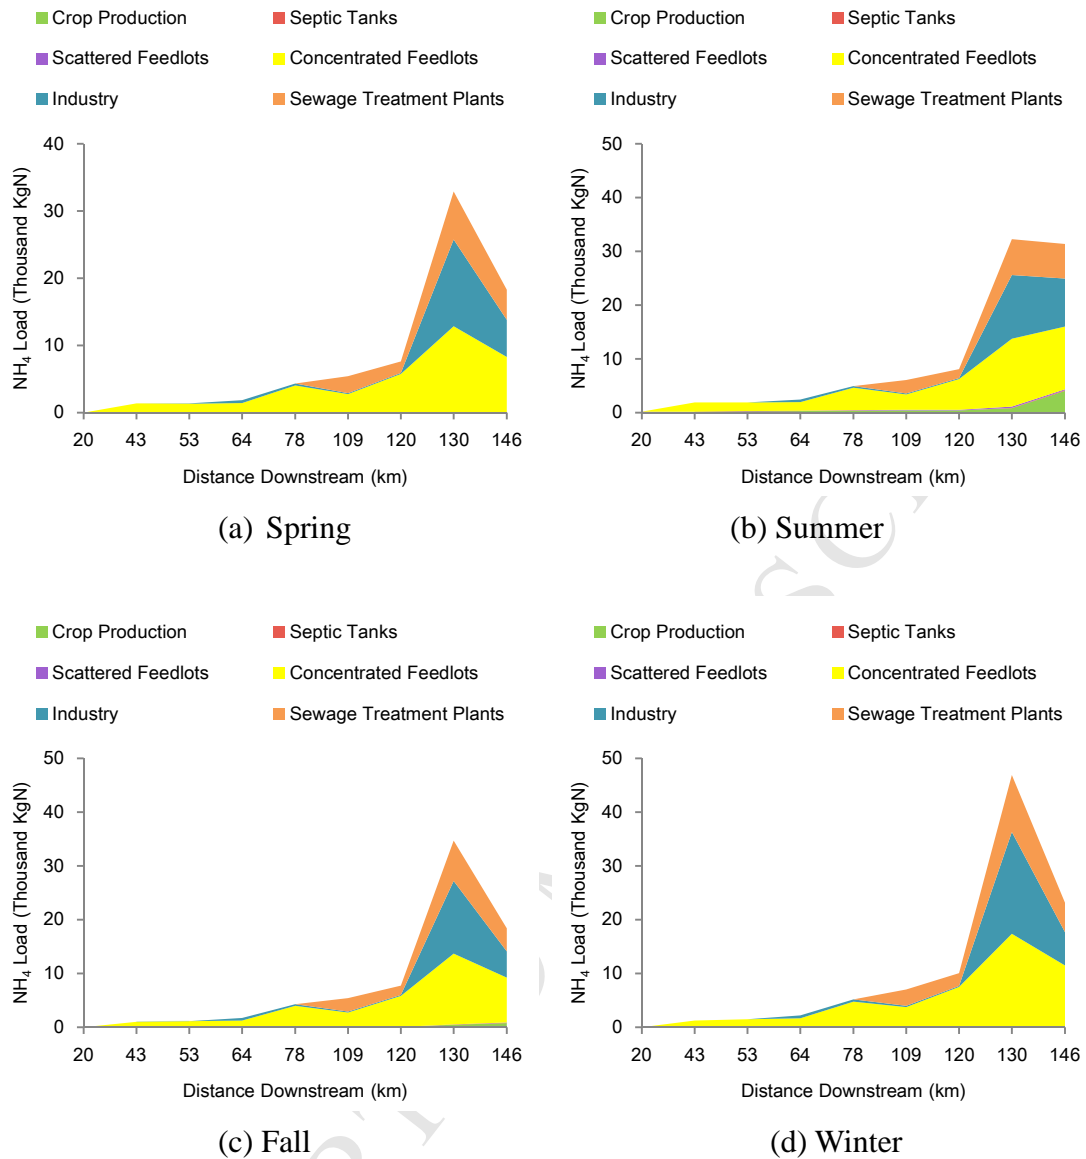 Crop Production Septic Tanks
Scattered Feedlots Concentrated Feedlots
Industry Sewage Treatment Plants
NH₄ Load (Thousand KgN)
40
30
20
10
0
20 43 53 64 78 109 120 130 146
Distance Downstream (km)
(a) Spring
Crop Production Septic Tanks
Scattered Feedlots Concentrated Feedlots
Industry Sewage Treatment Plants
NH₄ Load (Thousand KgN)
50
40
30
20
10
0
20 43 53 64 78 109 120 130 146
Distance Downstream (km)
(b) Summer
Crop Production Septic Tanks
Scattered Feedlots Concentrated Feedlots
Industry Sewage Treatment Plants
NH₄ Load (Thousand KgN)
50
40
30
20
10
0
20 43 53 64 78 109 120 130 146
Distance Downstream (km)
(c) Fall
Crop Production Septic Tanks
Scattered Feedlots Concentrated Feedlots
Industry Sewage Treatment Plants
NH₄ Load (Thousand KgN)
50
40
30
20
10
0
20 43 53 64 78 109 120 130 146
Distance Downstream (km)
(d) Winter